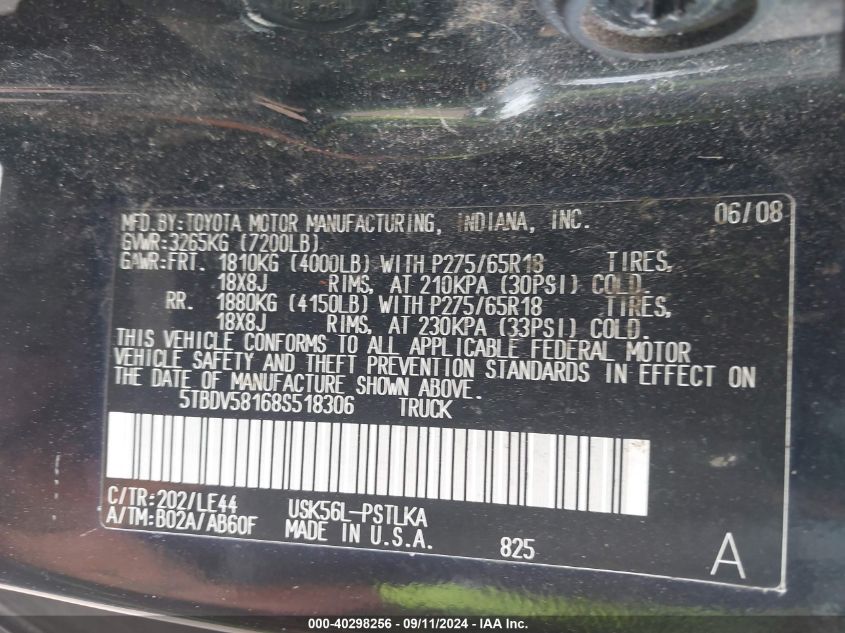 MFD.BY:TOYOTA MOTOR MANUFACTURING, INDIANA, INC. 06/08
GVWR:3265KG (7200LB)
GAWR:FRT. 1810KG (4000LB) WITH P275/65R18 TIRES,
18X8J RIMS, AT 210KPA (30PSI) COLD.
RR. 1880KG (4150LB) WITH P275/65R18 TIRES,
18X8J RIMS, AT 230KPA (33PSI) COLD.
THIS VEHICLE CONFORMS TO ALL APPLICABLE FEDERAL MOTOR
VEHICLE SAFETY AND THEFT PREVENTION STANDARDS IN EFFECT ON
THE DATE OF MANUFACTURE SHOWN ABOVE.
5TBDV58168S518306 TRUCK
C/TR:202/LE44 USK56L-PSTLKA
A/TM:B02A/AB60F MADE IN U.S.A. 825 A
000-40298256 - 09/11/2024 - IAA Inc.